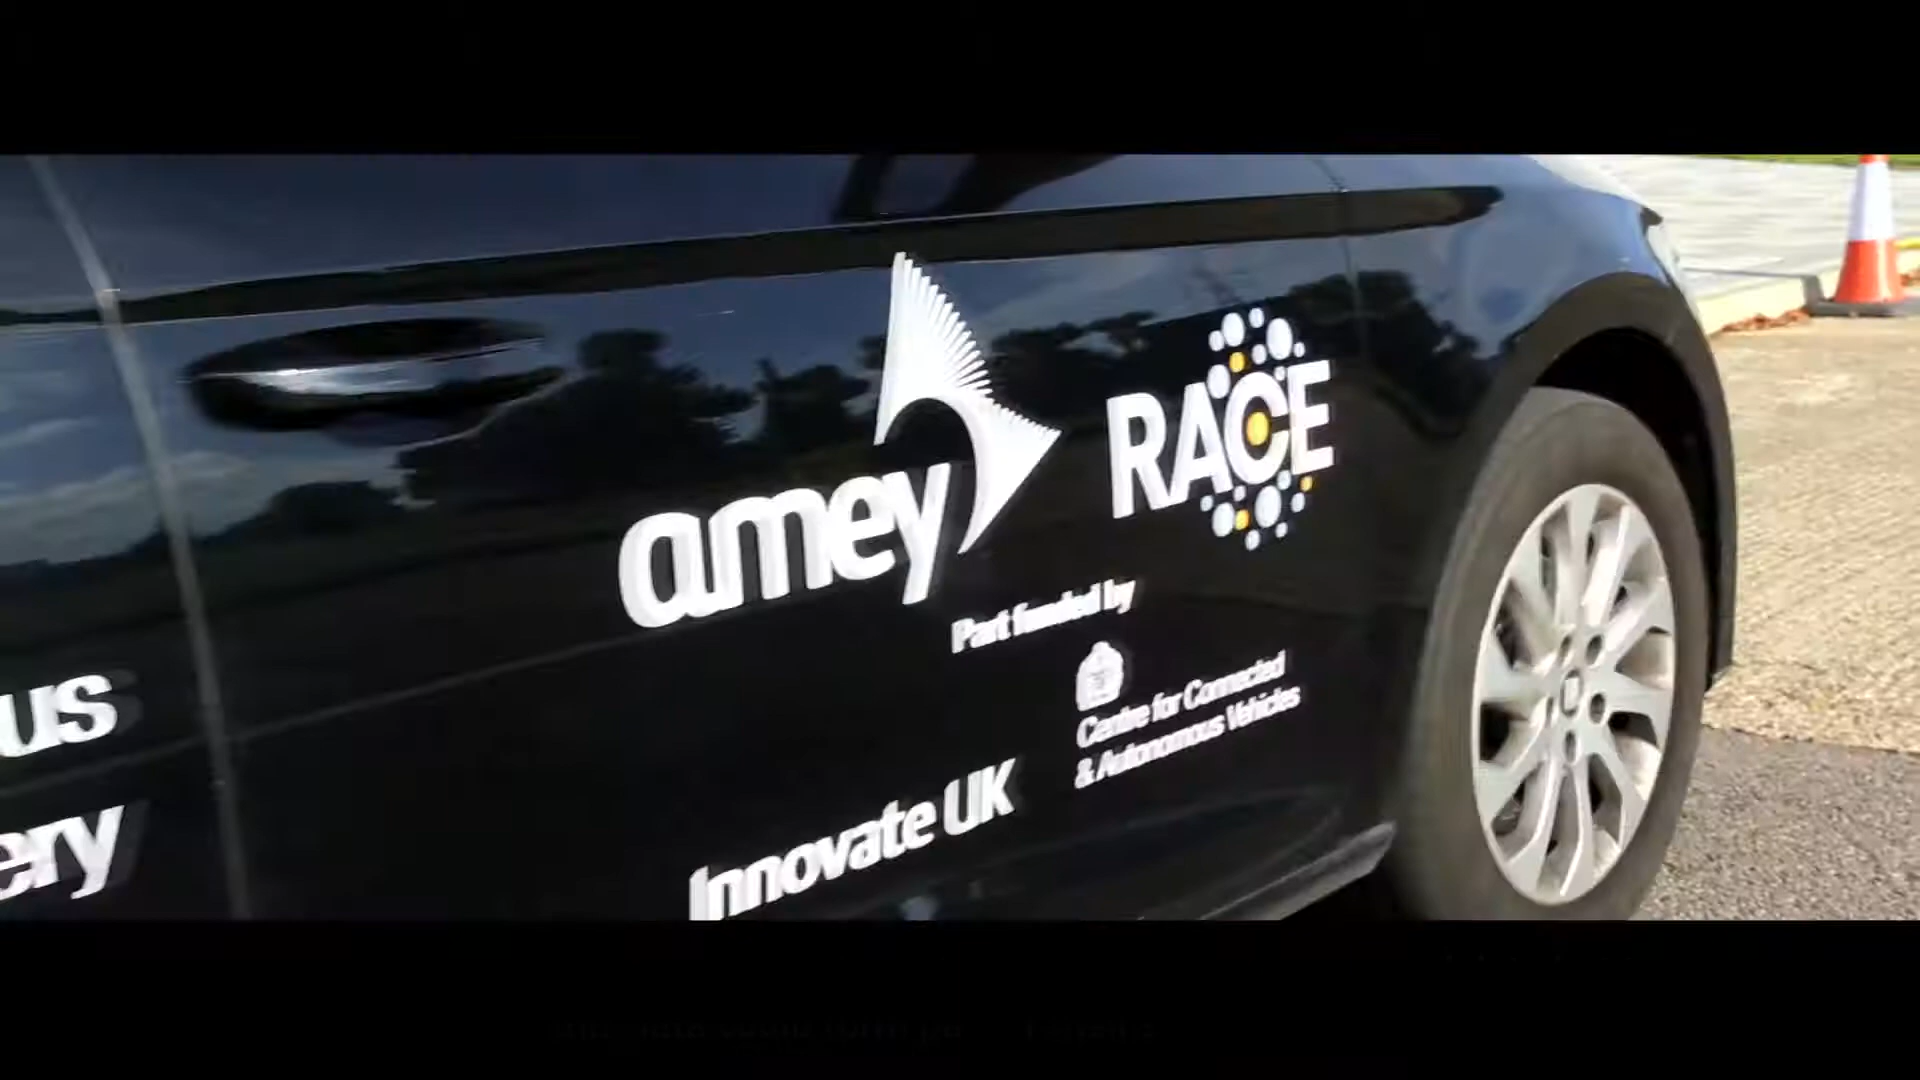 amey
RACE
Part funded by
Centre for Connected
& Autonomous Vehicles
Innovate UK
us
ery